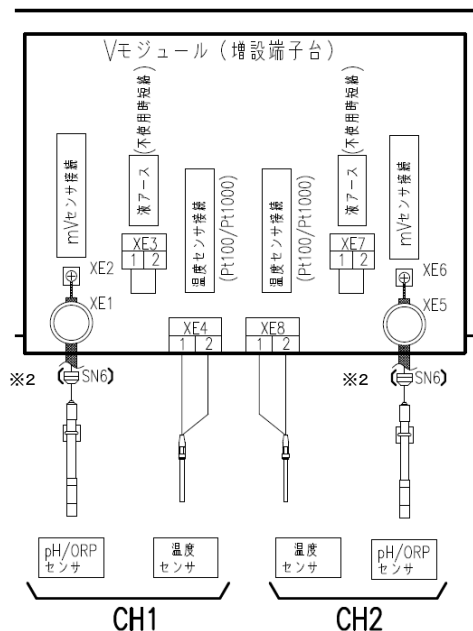 Vモジュール(増設端子台)
mVセンサ接続
液アース
(不使用時短絡)
温度センサ接続
(Pt100/Pt1000)
温度センサ接続
(Pt100/Pt1000)
液アース
(不使用時短絡)
mVセンサ接続
XE2
XE3
1 2
XE7
1 2
XE6
XE1
XE5
XE4
1 2
XE8
1 2
※2
(SN6)
※2
(SN6)
pH/ORP
センサ
温度
センサ
温度
センサ
pH/ORP
センサ
CH1
CH2